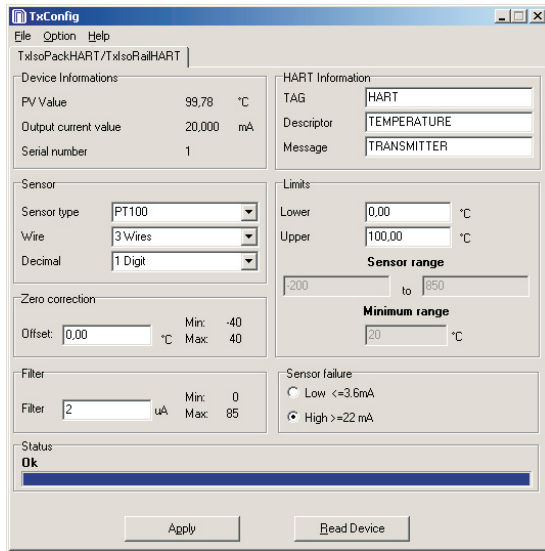 TxConfig
File Option Help
TxIsoPackHART/TxIsoRailHART
Device Informations
PV Value 99,78 °C
Output current value 20,000 mA
Serial number 1
HART Information
TAG HART
Descriptor TEMPERATURE
Message TRANSMITTER
Sensor
Sensor type PT100
Wire 3 Wires
Decimal 1 Digit
Limits
Lower 0,00 °C
Upper 100,00 °C
Sensor range
-200 to 850
Minimum range
20 °C
Zero correction
Offset: 0,00 °C Min: -40
Max: 40
Filter
Filter 2 uA Min: 0
Max: 85
Sensor failure
Low <=3.6mA
High >=22 mA
Status
Ok
Apply Read Device